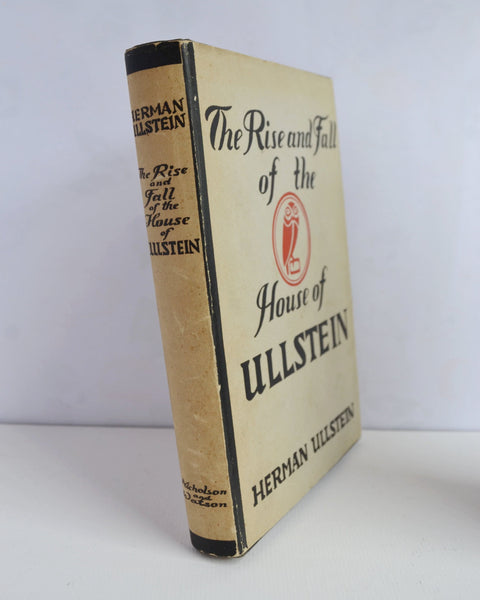 HERMAN
ULLSTEIN
The Rise
and
Fall
of the
House
of
ULLSTEIN
Nicholson
and
Watson
The Rise and Fall
of the
House of
ULLSTEIN
HERMAN ULLSTEIN